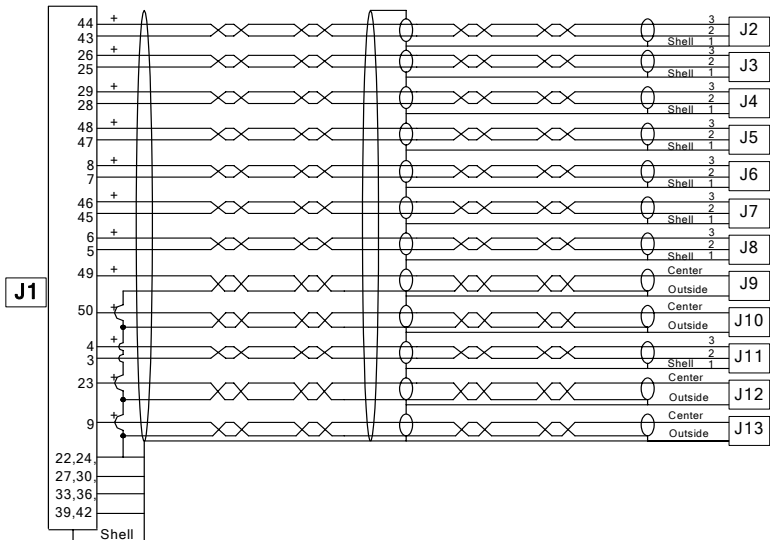 44 + 3 J2
43 2
Shell 1
26 + 3 J3
25 2
Shell 1
29 + 3 J4
28 2
Shell 1
48 + 3 J5
47 2
Shell 1
8 + 3 J6
7 2
Shell 1
46 + 3 J7
45 2
Shell 1
6 + 3 J8
5 2
Shell 1
49 + Center J9
Outside
J1
50 + Center J10
Outside
4 + 3 J11
3 2
Shell 1
23 + Center J12
Outside
9 + Center J13
Outside
22,24,
27,30,
33,36,
39,42
Shell